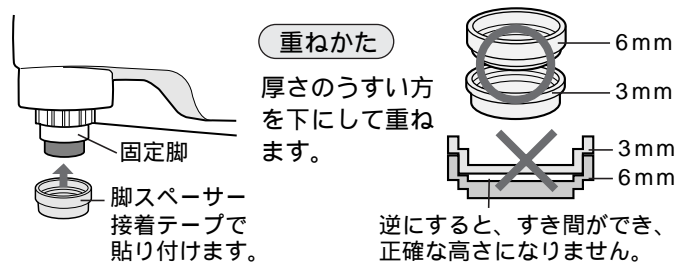 固定脚
脚スペーサー
接着テープで
貼り付けます。
重ねかた
厚さのうすい方
を下にして重ね
ます。
6mm
3mm
3mm
6mm
逆にすると、すき間ができ、
正確な高さになりません。